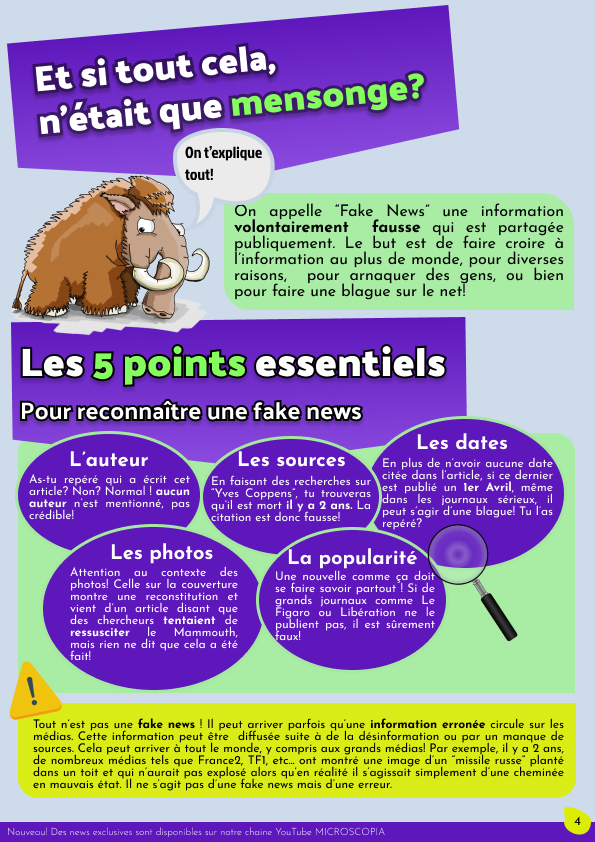 Et si tout cela,
n'était que mensonge?
On t'explique
tout!
On appelle "Fake News" une information
volontairement fausse qui est partagée
publiquement. Le but est de faire croire à
l'information au plus de monde, pour diverses
raisons, pour arnaquer des gens, ou bien
pour faire une blague sur le net!
Les 5 points essentiels
Pour reconnaître une fake news
L'auteur
As-tu repéré qui a écrit cet
article? Non? Normal ! aucun
auteur n'est mentionné, pas
crédible!
Les sources
En faisant des recherches sur
"Yves Coppens", tu trouveras
qu'il est mort il y a 2 ans. La
citation est donc fausse!
Les dates
En plus de n'avoir aucune date
citée dans l'article, si ce dernier
est publié un 1er Avril, même
dans les journaux sérieux, il
peut s'agir d'une blague! Tu l'as
repéré?
Les photos
Attention au contexte des
photos! Celle sur la couverture
montre une reconstitution et
vient d'un article disant que
des chercheurs tentaient de
ressusciter le Mammouth,
mais rien ne dit que cela a été
fait!
La popularité
Une nouvelle comme ça doit
se faire savoir partout ! Si de
grands journaux comme Le
Figaro ou Libération ne le
publient pas, il est sûrement
faux!
Tout n'est pas une fake news ! Il peut arriver parfois qu'une information erronée circule sur les
médias. Cette information peut être diffusée suite à de la désinformation ou par un manque de
sources. Cela peut arriver à tout le monde, y compris aux grands médias! Par exemple, il y a 2 ans,
de nombreux médias tels que France2, TF1, etc... ont montré une image d'un "missile russe" planté
dans un toit et qui n'aurait pas explosé alors qu'en réalité il s'agissait simplement d'une cheminée
en mauvais état. Il ne s'agit pas d'une fake news mais d'une erreur.
4
Nouveau! Des news exclusives sont disponibles sur notre chaine YouTube MICROSCOPIA